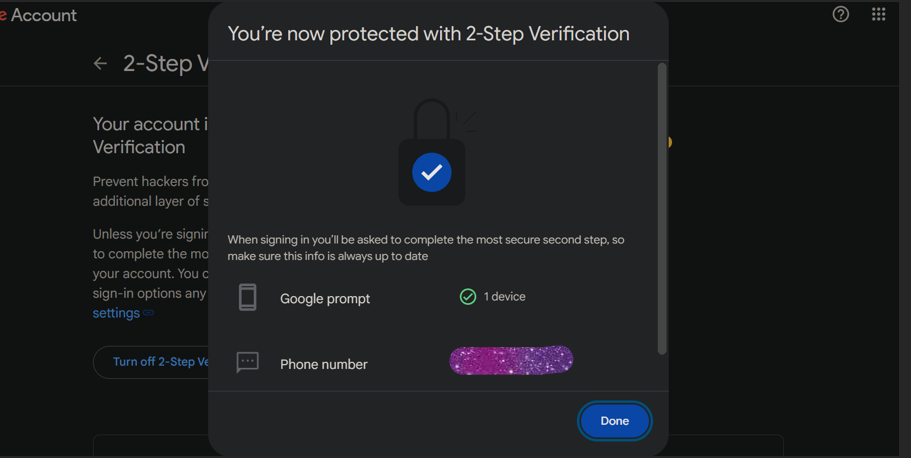 e Account
You're now protected with 2-Step Verification
2-Step V
Your account i
Verification
Prevent hackers fro
additional layer of s
Unless you're signir
to complete the mo
your account. You c
sign-in options any
settings
Turn off 2-Step Ve
When signing in you'll be asked to complete the most secure second step, so
make sure this info is always up to date
Google prompt
1 device
Phone number
Done